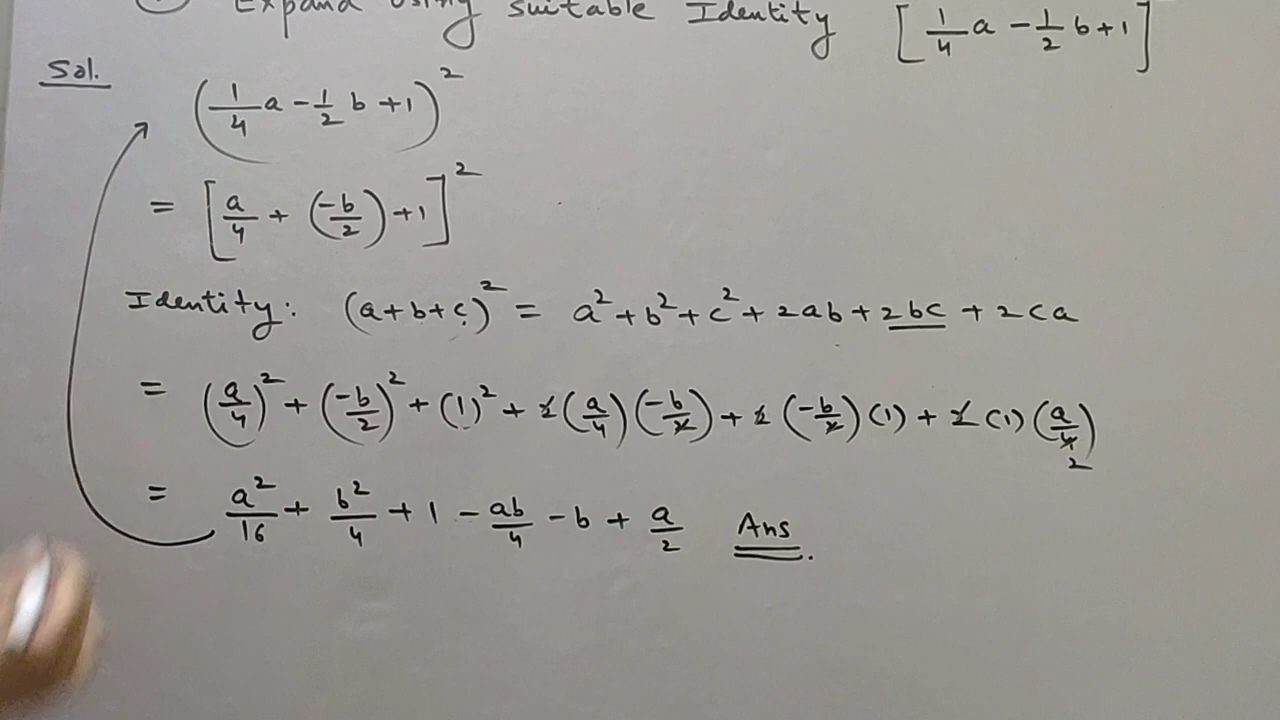 Expand Using Suitable Identity [1/4 a - 1/2 b + 1]
Sol. (1/4 a - 1/2 b + 1)²
= [a/4 + (-b/2) + 1]²
Identity: (a+b+c)² = a² + b² + c² + 2ab + 2bc + 2ca
= (a/4)² + (-b/2)² + (1)² + 2(a/4)(-b/2) + 2(-b/2)(1) + 2(1)(a/4) 2
= a²/16 + b²/4 + 1 - ab/4 - b + a/2 Ans.